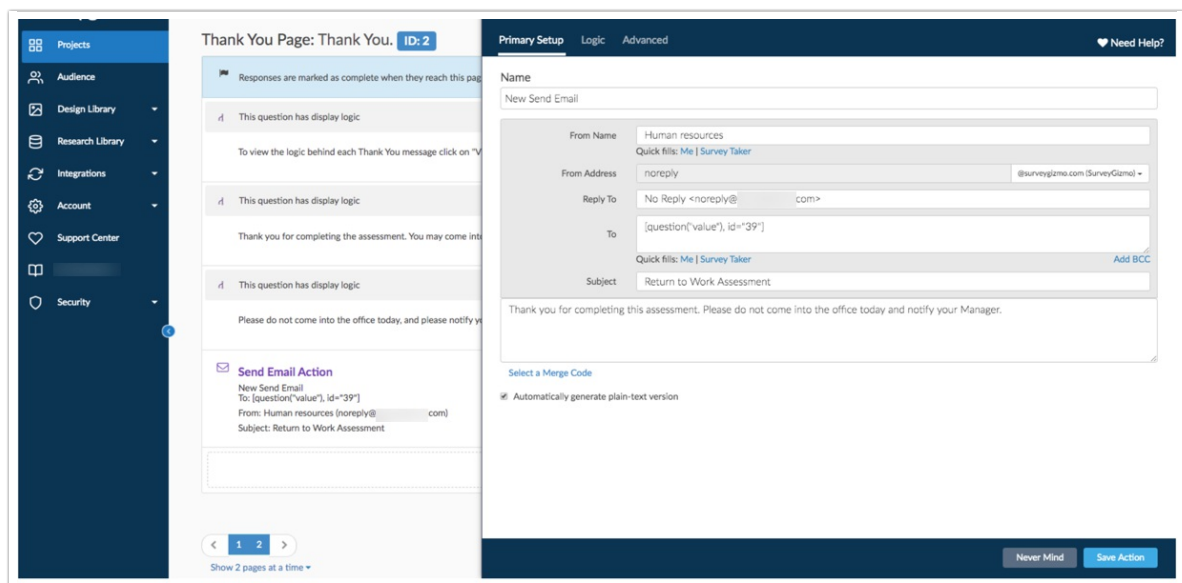 Projects
Audience
Design Library
Research Library
Integrations
Account
Support Center
Security
Thank You Page: Thank You. ID: 2
Responses are marked as complete when they reach this pag
This question has display logic
To view the logic behind each Thank You message click on "V
This question has display logic
Thank you for completing the assessment. You may come int
This question has display logic
Please do not come into the office today, and please notify y
Send Email Action
New Send Email
To: [question("value"), id="39"]
From: Human resources (noreply@ com)
Subject: Return to Work Assessment
1 2
Show 2 pages at a time
Primary Setup Logic Advanced
Need Help?
Name
New Send Email
From Name Human resources
Quick fills: Me | Survey Taker
From Address noreply @surveygizmo.com (SurveyGizmo)
Reply To No Reply <noreply@ com>
To [question("value"), id="39"]
Quick fills: Me | Survey Taker Add BCC
Subject Return to Work Assessment
Thank you for completing this assessment. Please do not come into the office today and notify your Manager.
Select a Merge Code
Automatically generate plain-text version
Never Mind Save Action